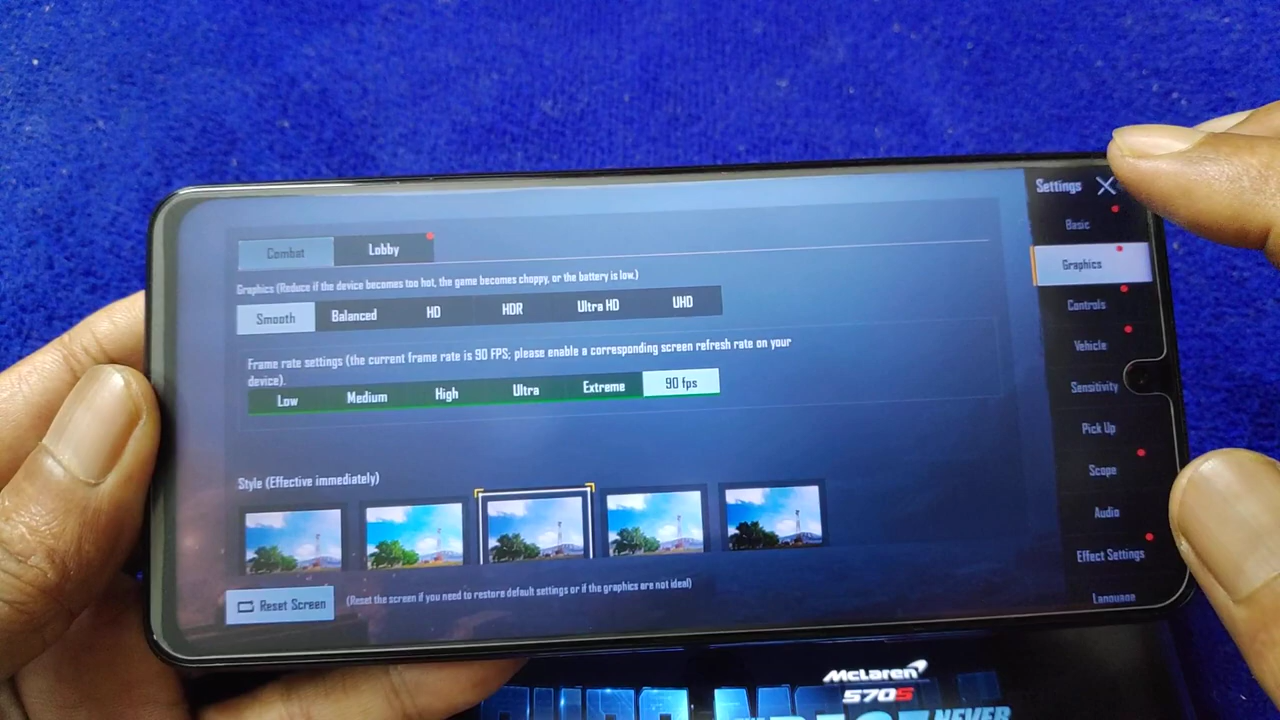 Settings
Combat Lobby
Basic
Graphics (Reduce if the device becomes too hot, the game becomes choppy, or the battery is low.)
Graphics
Smooth Balanced HD HDR Ultra HD UHD
Controls
Frame rate settings (the current frame rate is 90 FPS; please enable a corresponding screen refresh rate on your
device).
Vehicle
Low Medium High Ultra Extreme 90 fps
Sensitivity
Pick Up
Style (Effective immediately)
Scope
Audio
Effect Settings
Reset Screen (Reset the screen if you need to restore default settings or if the graphics are not ideal)
Language
McLaren
570S
NEVER